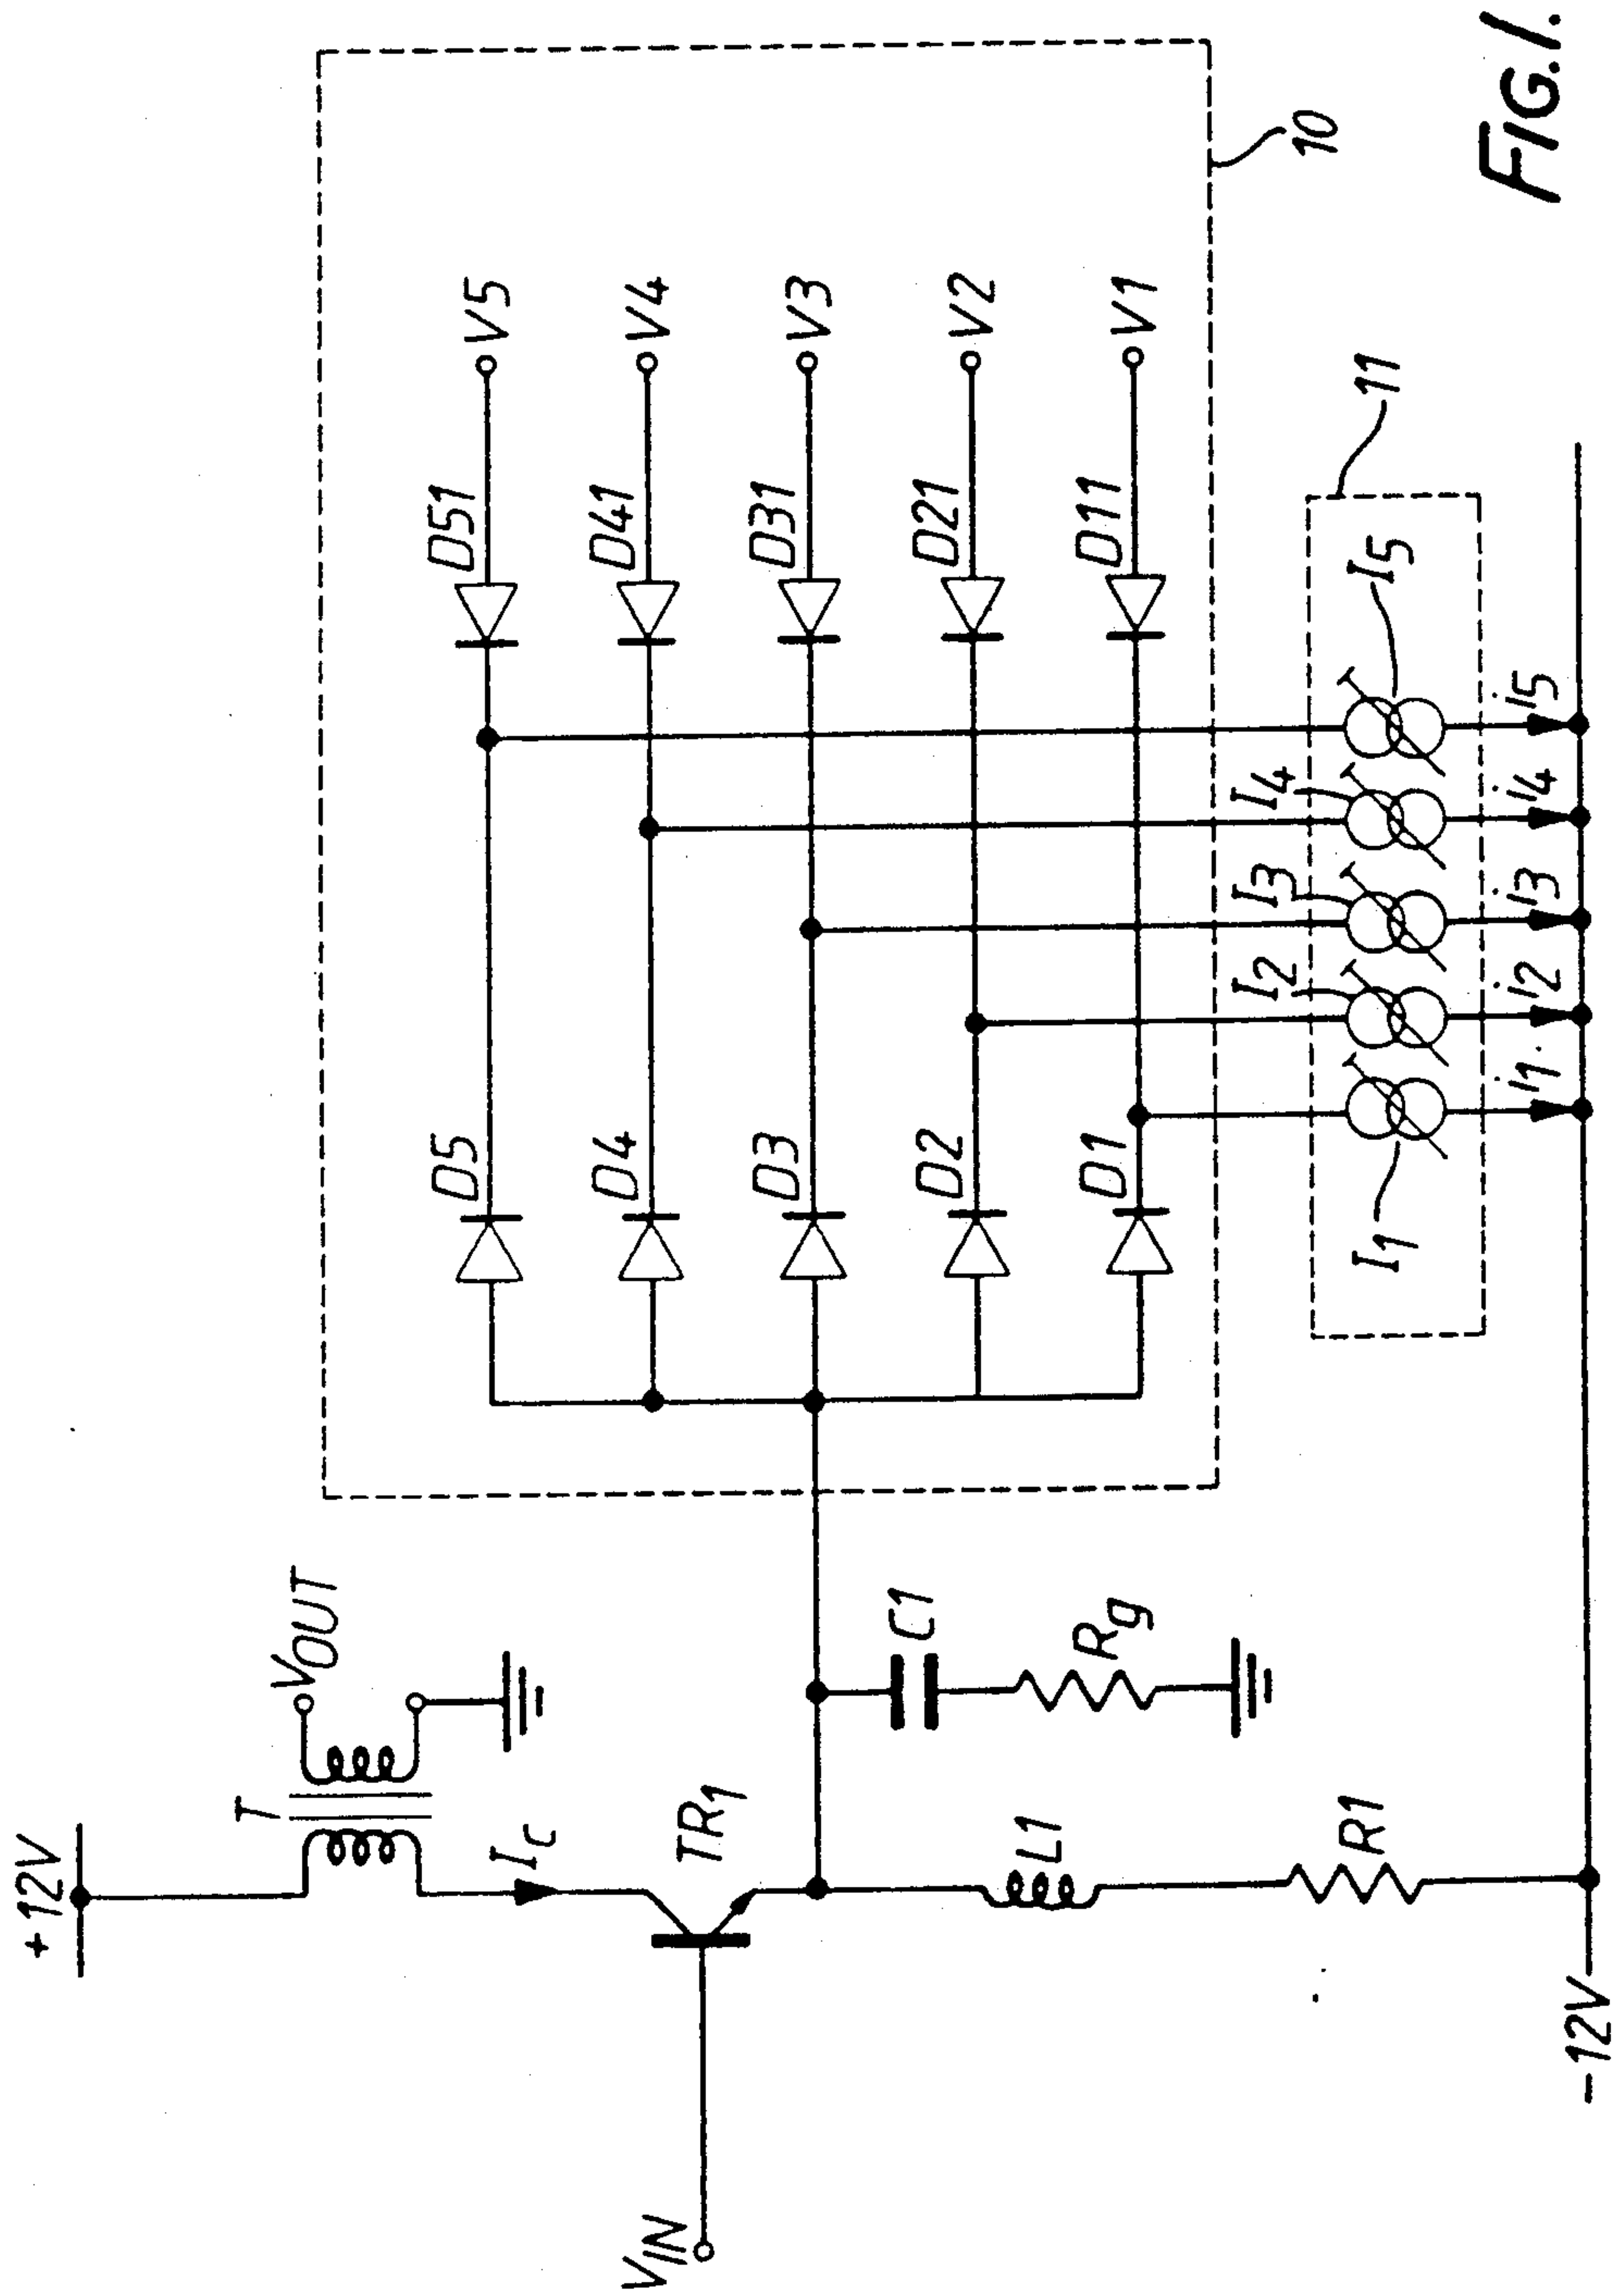 +12V
T
VOUT
IC
TR1
VIN
L1
R1
C1
Rg
-12V
D5
D51
V5
D4
D41
V4
D3
D31
V3
D2
D21
V2
D1
D11
V1
10
I1
I2
I3
I4
I5
11
i1
i2
i3
i4
i5
FIG.1.